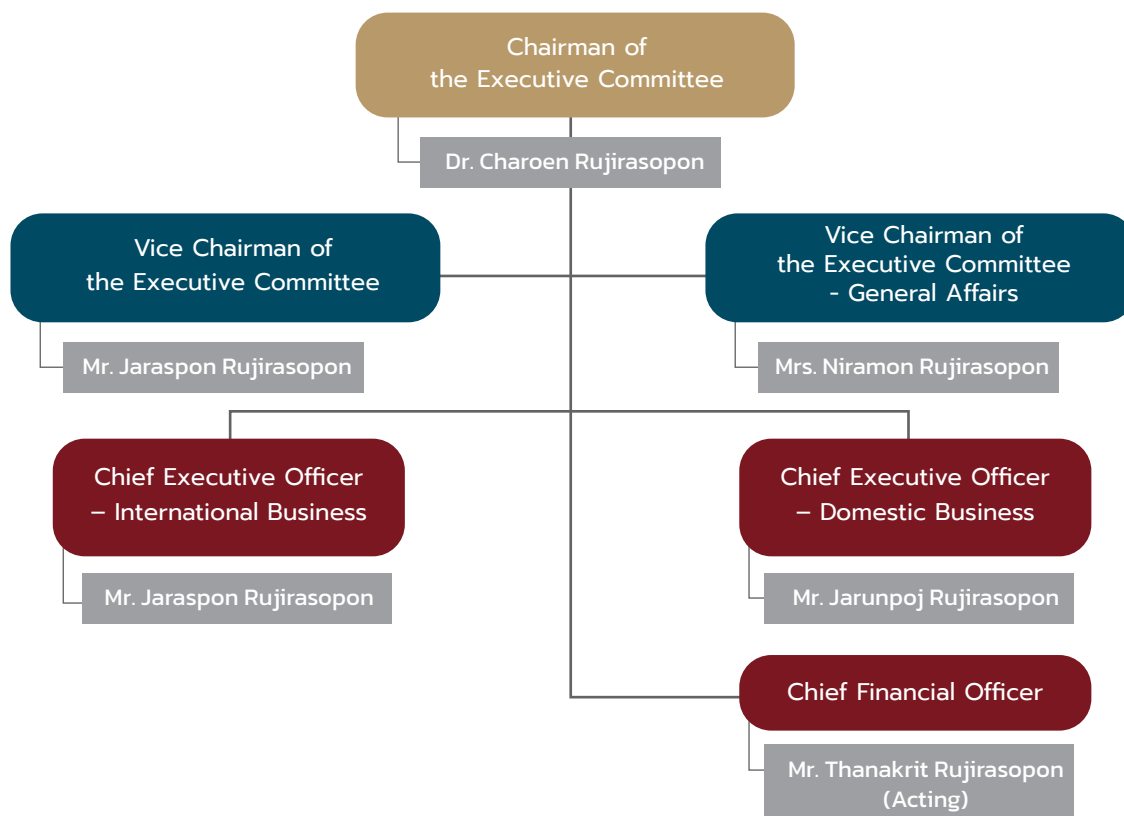 Chairman of
the Executive Committee
Dr. Charoen Rujirasopon
Vice Chairman of
the Executive Committee
Mr. Jaraspon Rujirasopon
Vice Chairman of
the Executive Committee
- General Affairs
Mrs. Niramon Rujirasopon
Chief Executive Officer
– International Business
Mr. Jaraspon Rujirasopon
Chief Executive Officer
– Domestic Business
Mr. Jarunpoj Rujirasopon
Chief Financial Officer
Mr. Thanakrit Rujirasopon
(Acting)